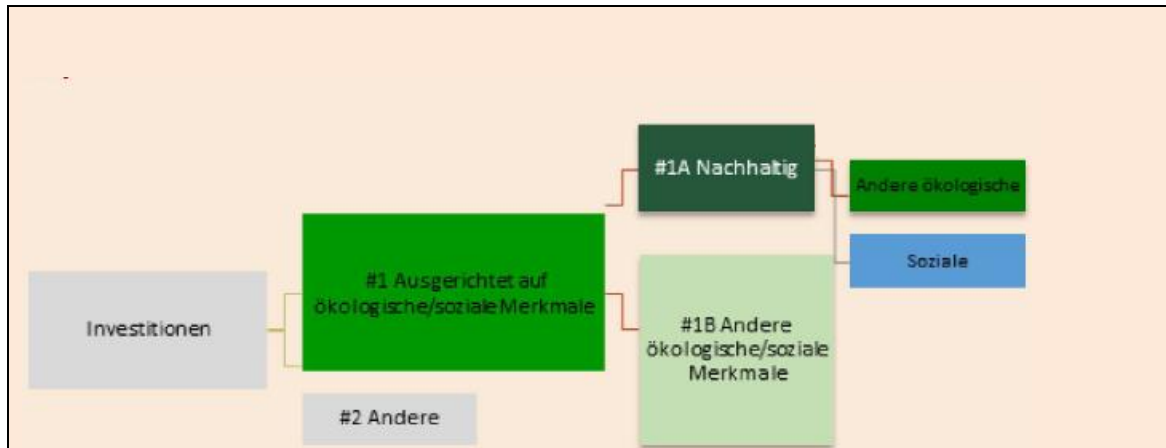 #1A Nachhaltig
Andere ökologische
Soziale
#1 Ausgerichtet auf
ökologische/soziale Merkmale
Investitionen
#1B Andere
ökologische/soziale
Merkmale
#2 Andere